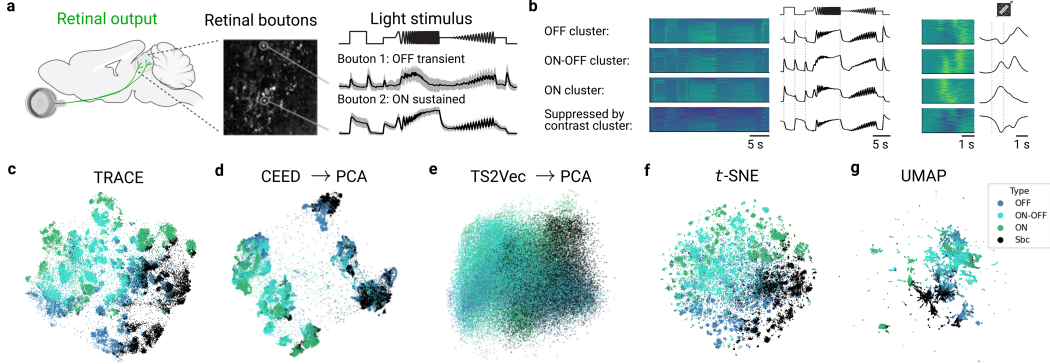 a
Retinal output
Retinal boutons
Light stimulus
Bouton 1: OFF transient
Bouton 2: ON sustained
b
OFF cluster:
ON-OFF cluster:
ON cluster:
Suppressed by
contrast cluster:
5 s
5 s
1 s
1 s
c
TRACE
d
CEED → PCA
e
TS2Vec → PCA
f
t-SNE
g
UMAP
Type
OFF
ON-OFF
ON
Sbc